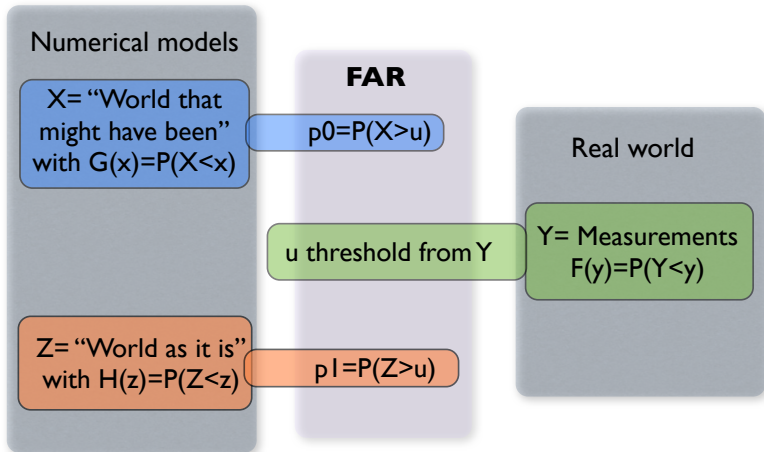 Numerical models
X= “World that
might have been”
with G(x)=P(X<x)
FAR
p0=P(X>u)
Real world
u threshold from Y
Y= Measurements
F(y)=P(Y<y)
Z= “World as it is”
with H(z)=P(Z<z)
p1=P(Z>u)